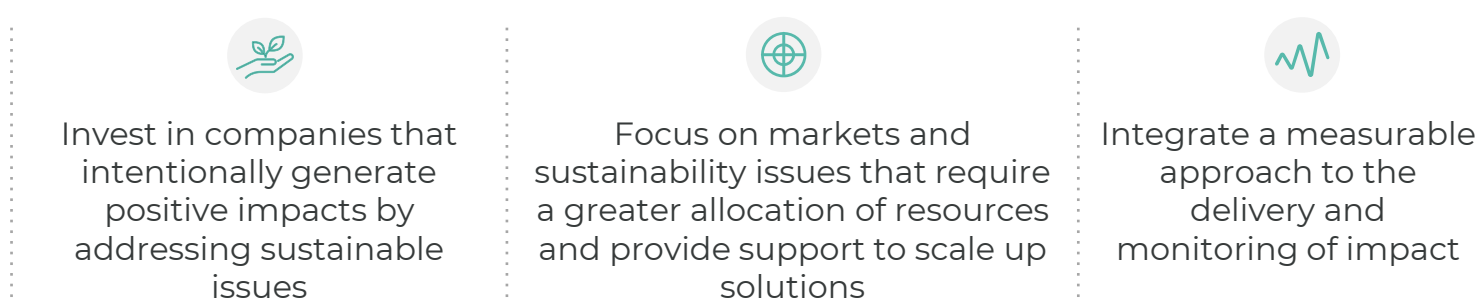 Invest in companies that
intentionally generate
positive impacts by
addressing sustainable
issues
Focus on markets and
sustainability issues that require
a greater allocation of resources
and provide support to scale up
solutions
Integrate a measurable
approach to the
delivery and
monitoring of impact